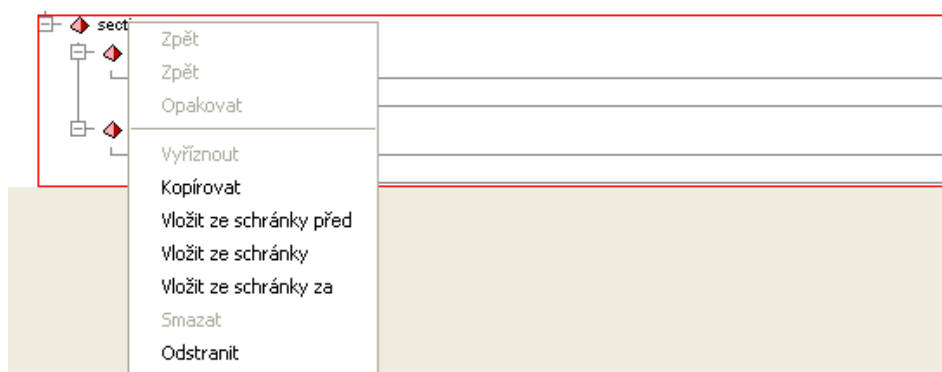 secti
Zpět
Zpět
Opakovat
Vyříznout
Kopírovat
Vložit ze schránky před
Vložit ze schránky
Vložit ze schránky za
Smazat
Odstranit